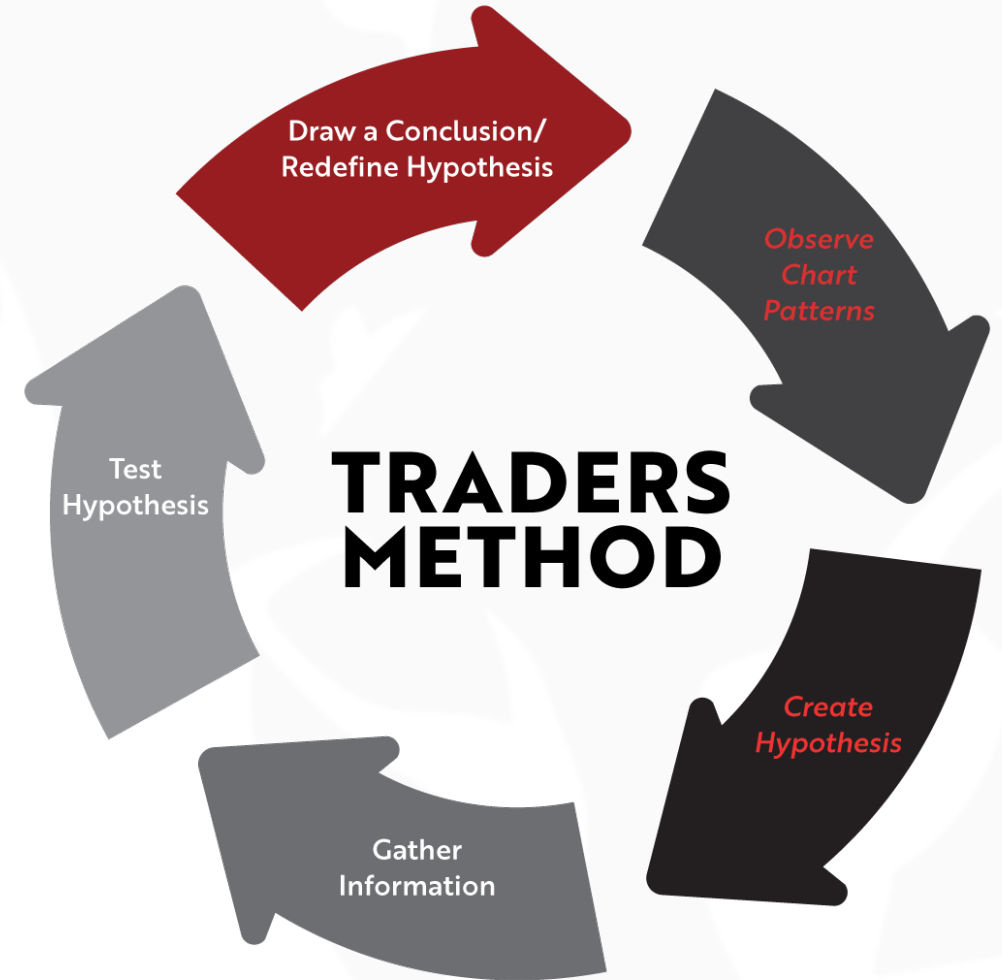 Draw a Conclusion/
Redefine Hypothesis
Observe
Chart
Patterns
Test
Hypothesis
TRADERS
METHOD
Create
Hypothesis
Gather
Information